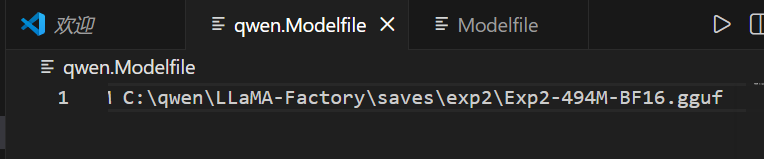 欢迎 qwen.Modelfile Modelfile
qwen.Modelfile
1 C:\qwen\LLaMA-Factory\saves\exp2\Exp2-494M-BF16.gguf